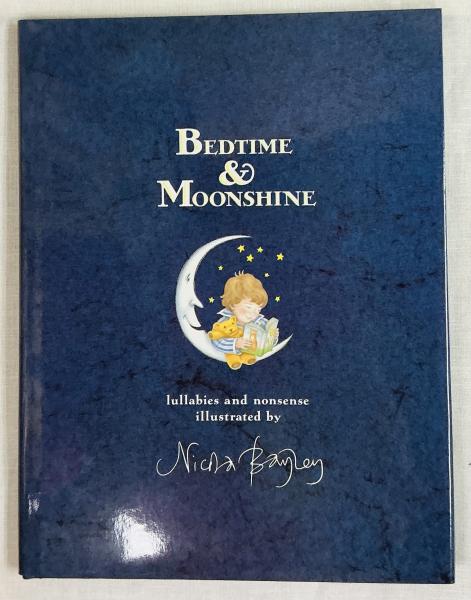 BEDTIME
&
MOONSHINE
lullabies and nonsense
illustrated by
Nicola Bayley